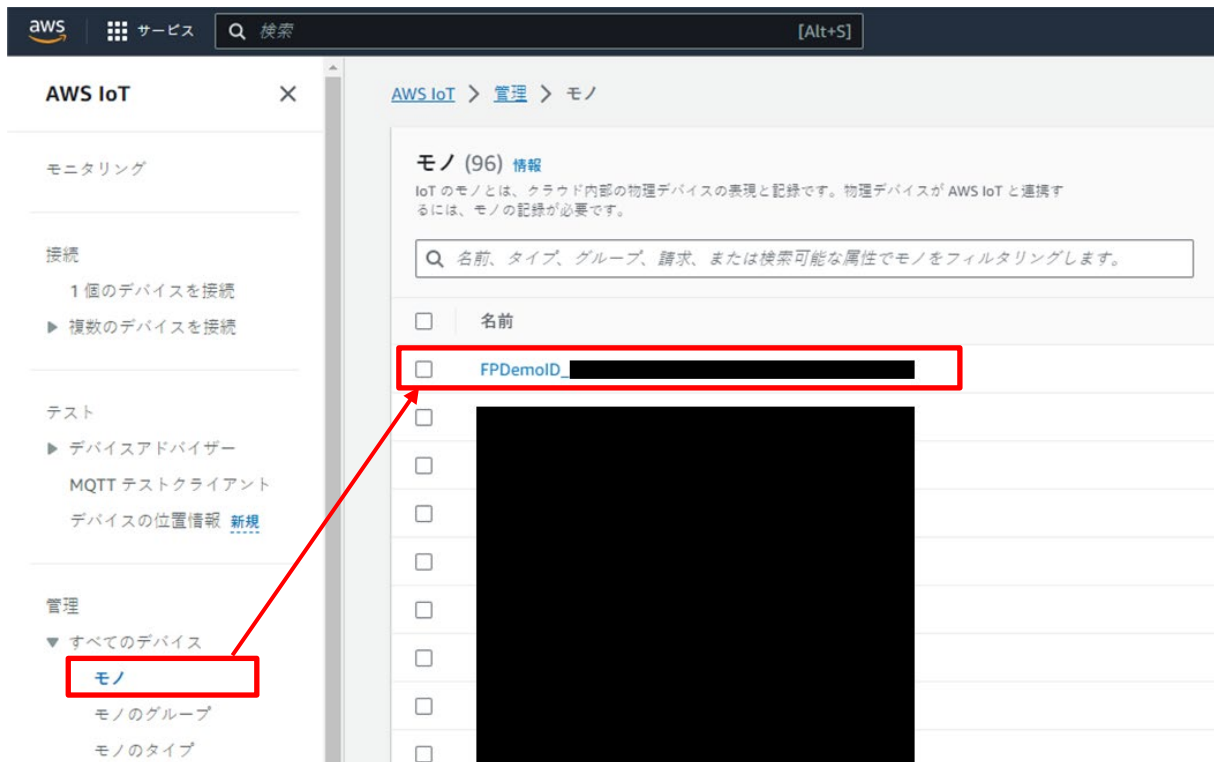 aws
サービス
検索
[Alt+S]
AWS IoT
モニタリング
接続
1 個のデバイスを接続
複数のデバイスを接続
テスト
デバイスアドバイザー
MQTT テストクライアント
デバイスの位置情報 新規
管理
すべてのデバイス
モノ
モノのグループ
モノのタイプ
AWS IoT > 管理 > モノ
モノ (96) 情報
IoT のモノとは、クラウド内部の物理デバイスの表現と記録です。物理デバイスが AWS IoT と連携す
るには、モノの記録が必要です。
名前、タイプ、グループ、請求、または検索可能な属性でモノをフィルタリングします。
名前
FPDemoID_